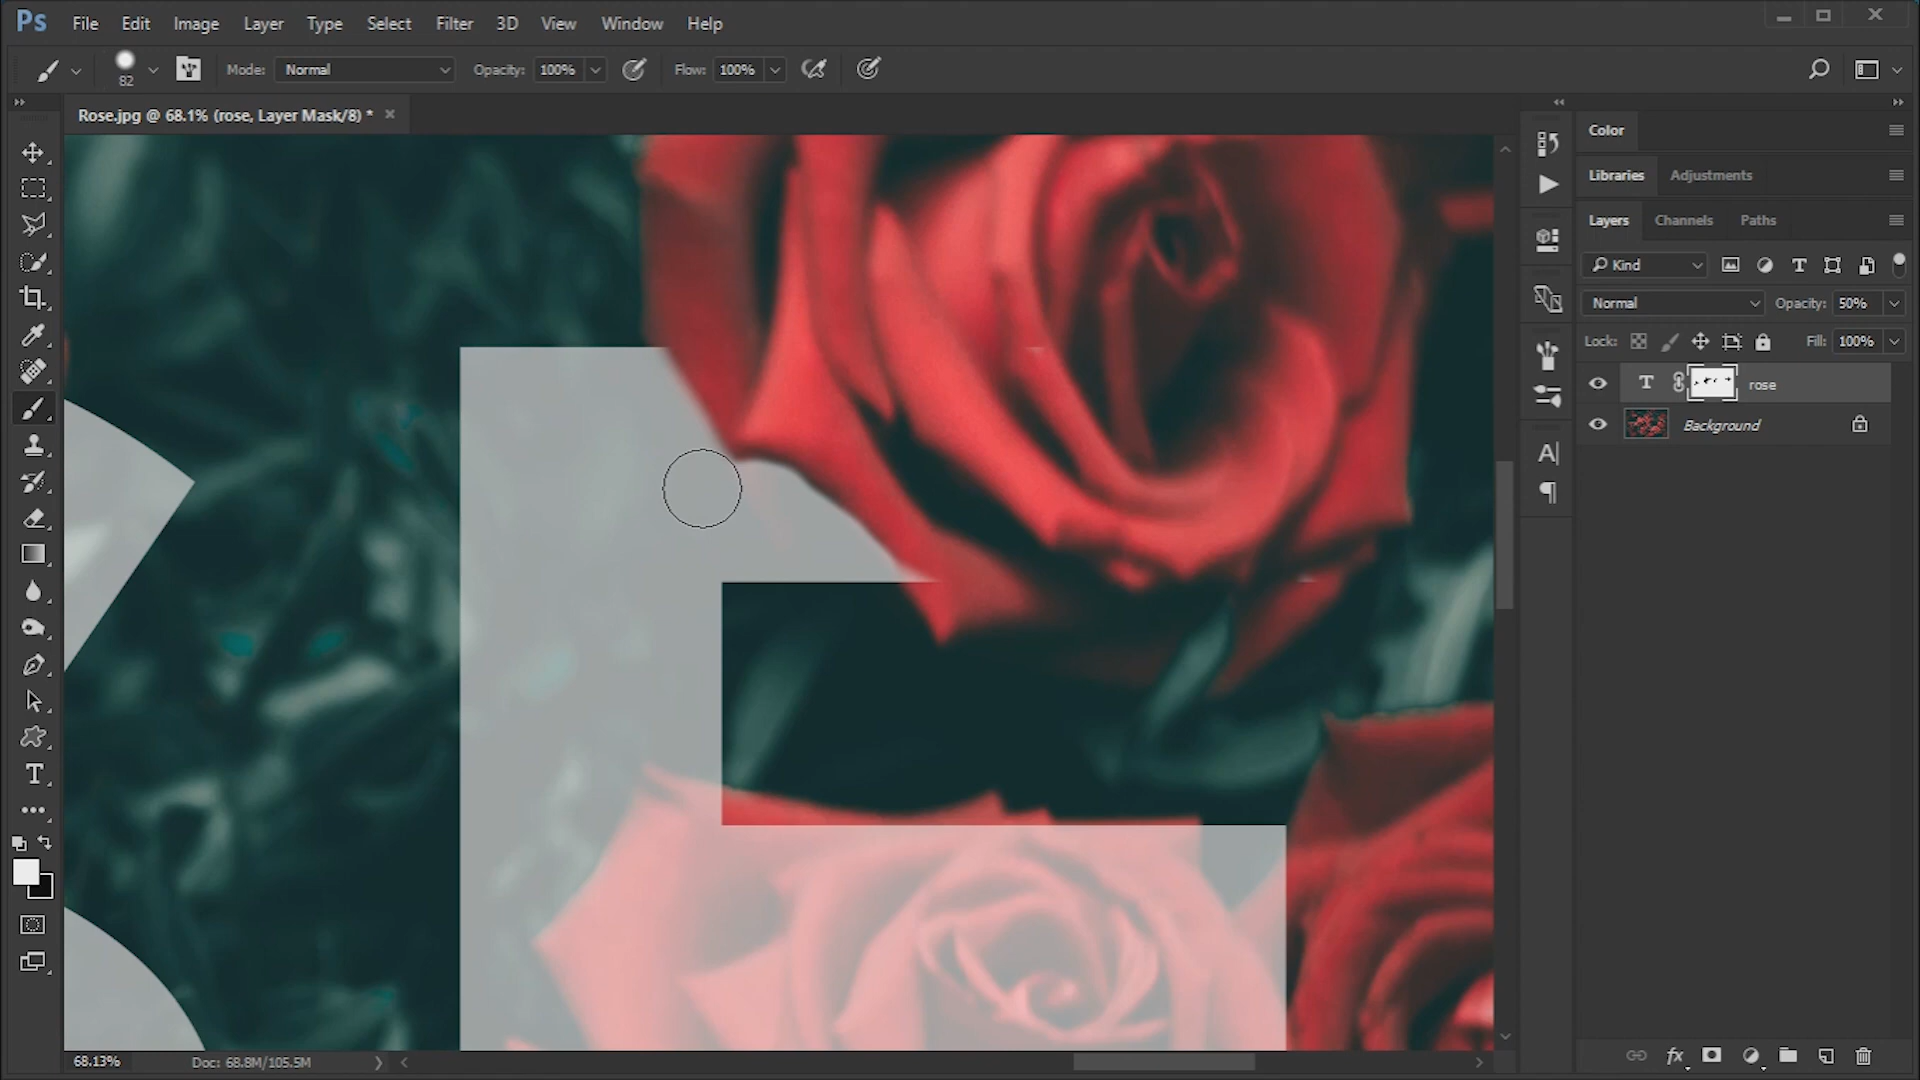 Ps File Edit Image Layer Select Filter 3D View Window Help
82 Mode: Normal Opacity: 100% Flow: 100%
Rose.jpg @ 68.1% (rose, Layer Mask/8) *
Color
Libraries Adjustments
Layers Channels Paths
Kind
Normal Opacity: 50%
Lock: Fill: 100%
T rose
Background
68.13% Doc: 68.8M/105.5M fx